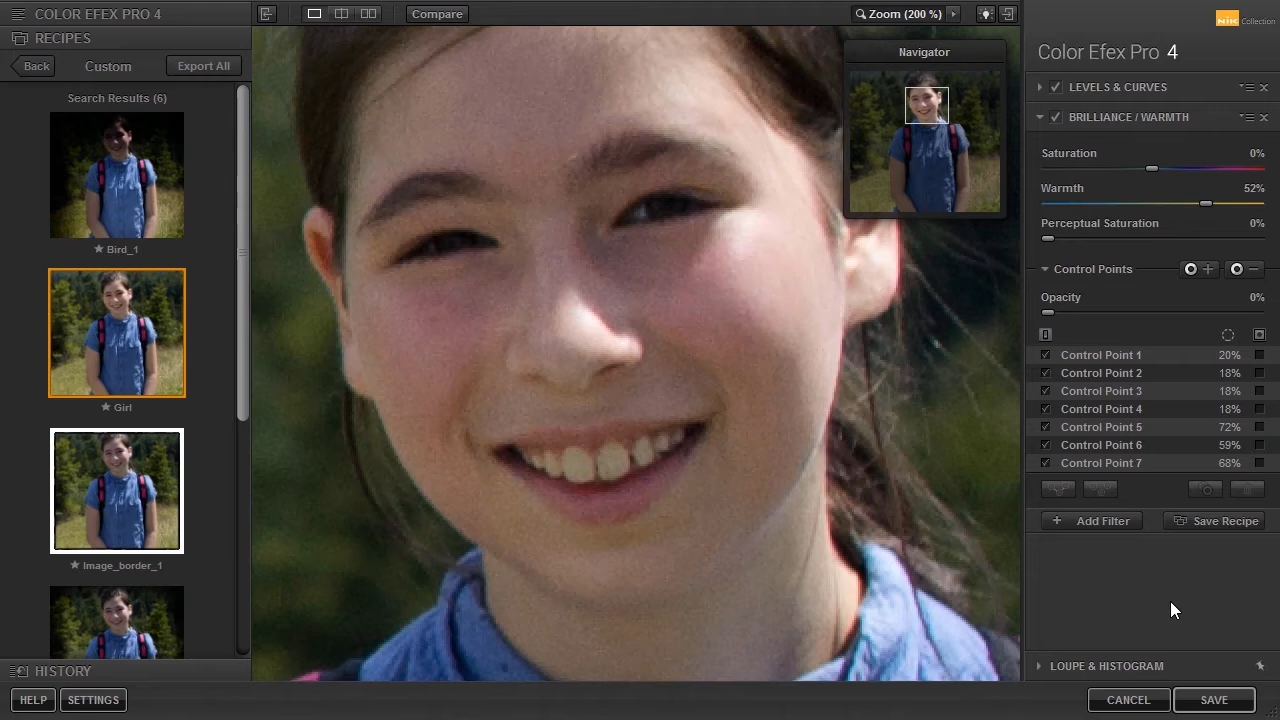 COLOR EFEX PRO 4
Compare
Zoom (200 %)
Nik Collection
RECIPES
Back
Custom
Export All
Search Results (6)
Bird_1
Girl
Image_border_1
HISTORY
HELP
SETTINGS
Navigator
Color Efex Pro 4
LEVELS & CURVES
BRILLIANCE / WARMTH
Saturation 0%
Warmth 52%
Perceptual Saturation 0%
Control Points
Opacity 0%
Control Point 1 20%
Control Point 2 18%
Control Point 3 18%
Control Point 4 18%
Control Point 5 72%
Control Point 6 59%
Control Point 7 68%
Add Filter
Save Recipe
LOUPE & HISTOGRAM
CANCEL
SAVE